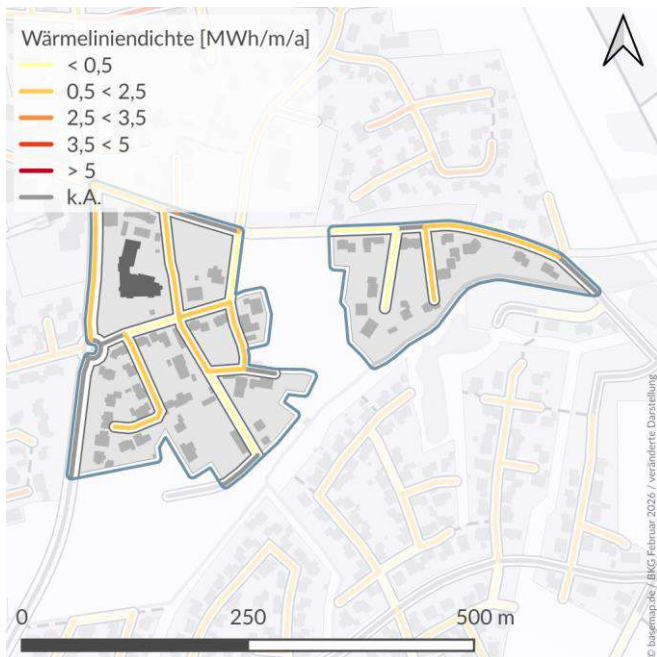 Wärmeliniendichte [MWh/m/a]
< 0,5
0,5 < 2,5
2,5 < 3,5
3,5 < 5
> 5
k.A.
0 250 500 m
© basemap.de / BKG Februar 2026 / veränderte Darstellung